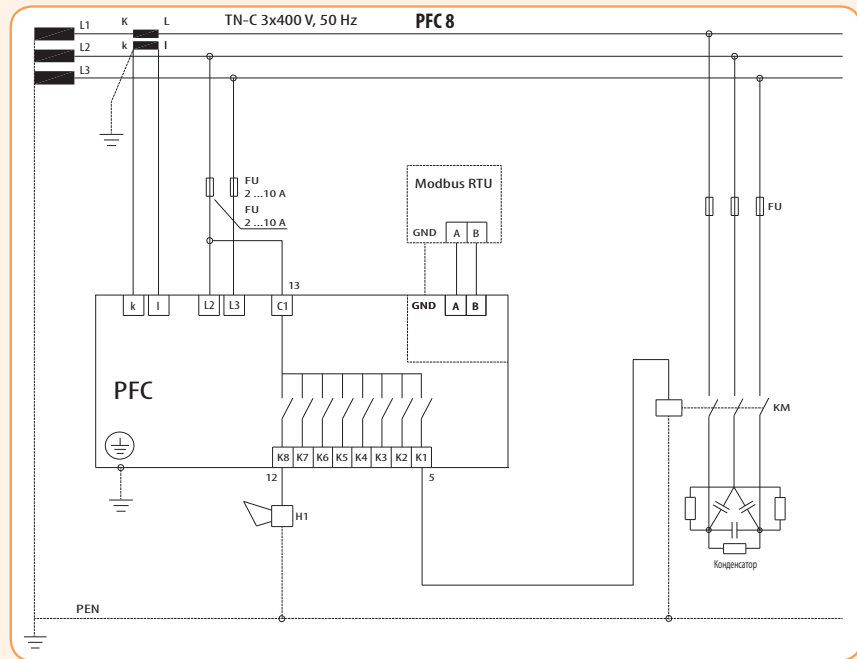 TN-C 3x400 V, 50 Hz
PFC 8
L1
K
L
L2
k
l
L3
FU
2 ...10 A
FU
2 ...10 A
Modbus RTU
GND
A
B
FU
13
k
l
L2
L3
C1
GND
A
B
PFC
KM
K8
K7
K6
K5
K4
K3
K2
K1
12
5
H1
Конденсатор
PEN